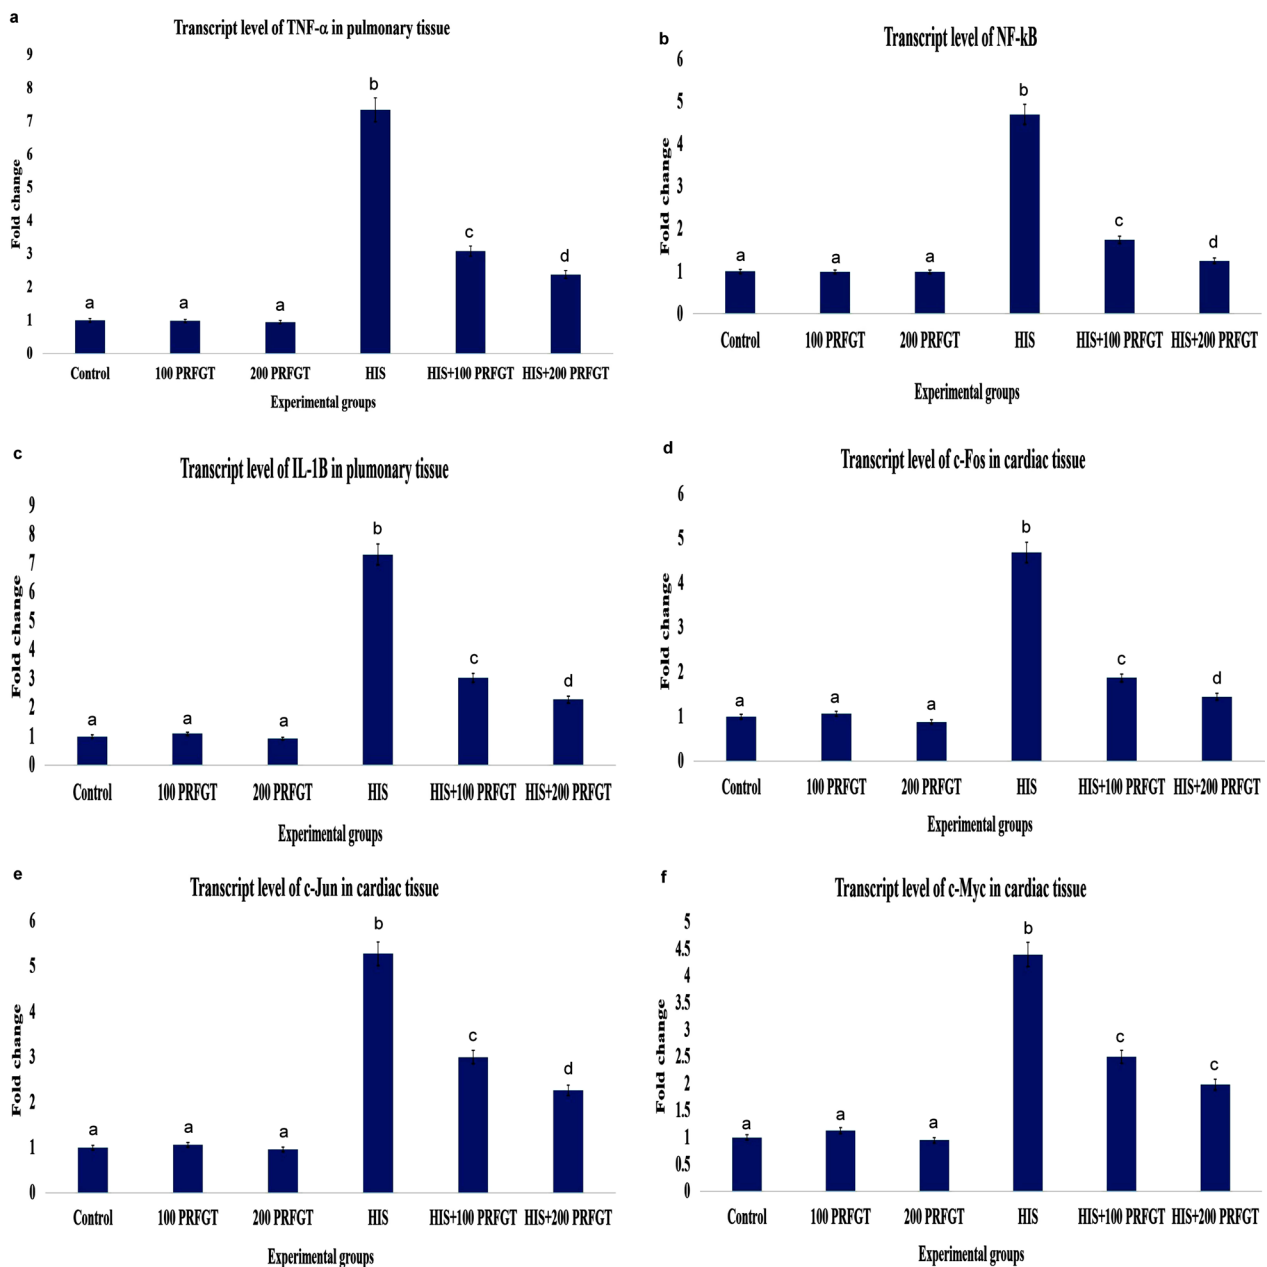 a
Transcript level of TNF-α in pulmonary tissue
9
8
7
6
5
4
3
2
1
0
Fold change
a
a
a
b
c
d
Control
100 PRFGT
200 PRFGT
HIS
HIS+100 PRFGT
HIS+200 PRFGT
Experimental groups
b
Transcript level of NF-kB
6
5
4
3
2
1
0
Fold change
a
a
a
b
c
d
Control
100 PRFGT
200 PRFGT
HIS
HIS+100 PRFGT
HIS+200 PRFGT
Experimental groups
c
Transcript level of IL-1B in plumonary tissue
9
8
7
6
5
4
3
2
1
0
Fold change
a
a
a
b
c
d
Control
100 PRFGT
200 PRFGT
HIS
HIS+100 PRFGT
HIS+200 PRFGT
Experimental groups
d
Transcript level of c-Fos in cardiac tissue
6
5
4
3
2
1
0
Fold change
a
a
a
b
c
d
Control
100 PRFGT
200 PRFGT
HIS
HIS+100 PRFGT
HIS+200 PRFGT
Experimental groups
e
Transcript level of c-Jun in cardiac tissue
6
5
4
3
2
1
0
Fold change
a
a
a
b
c
d
Control
100 PRFGT
200 PRFGT
HIS
HIS+100 PRFGT
HIS+200 PRFGT
Experimental groups
f
Transcript level of c-Myc in cardiac tissue
5
4.5
4
3.5
3
2.5
2
1.5
1
0.5
0
Fold change
a
a
a
b
c
c
Control
100 PRFGT
200 PRFGT
HIS
HIS+100 PRFGT
HIS+200 PRFGT
Experimental groups